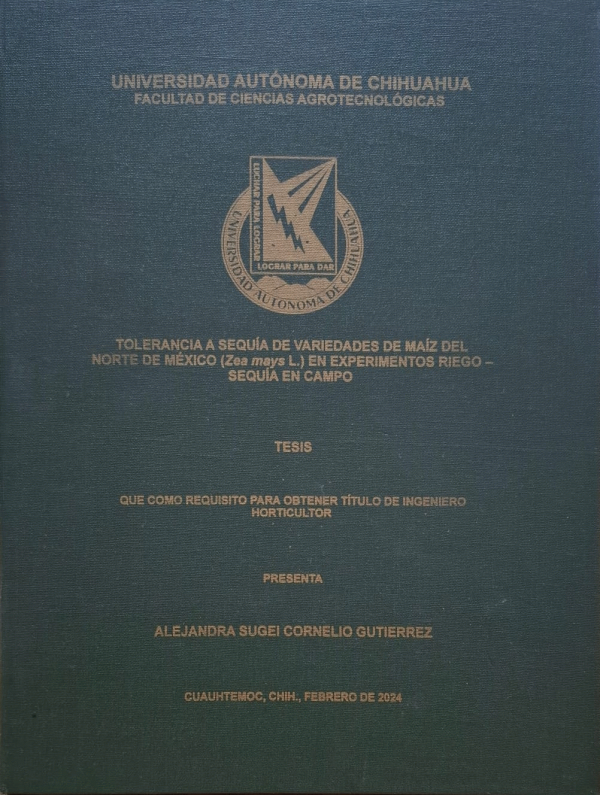 UNIVERSIDAD AUTÓNOMA DE CHIHUAHUA
FACULTAD DE CIENCIAS AGROTECNOLÓGICAS
LUCHAR PARA LOGRAR
LOGRAR PARA DAR
UNIVERSIDAD AUTONOMA DE CHIHUAHUA
TOLERANCIA A SEQUÍA DE VARIEDADES DE MAÍZ DEL
NORTE DE MÉXICO (Zea mays L.) EN EXPERIMENTOS RIEGO –
SEQUÍA EN CAMPO
TESIS
QUE COMO REQUISITO PARA OBTENER TÍTULO DE INGENIERO
HORTICULTOR
PRESENTA
ALEJANDRA SUGEI CORNELIO GUTIERREZ
CUAUHTEMOC, CHIH., FEBRERO DE 2024